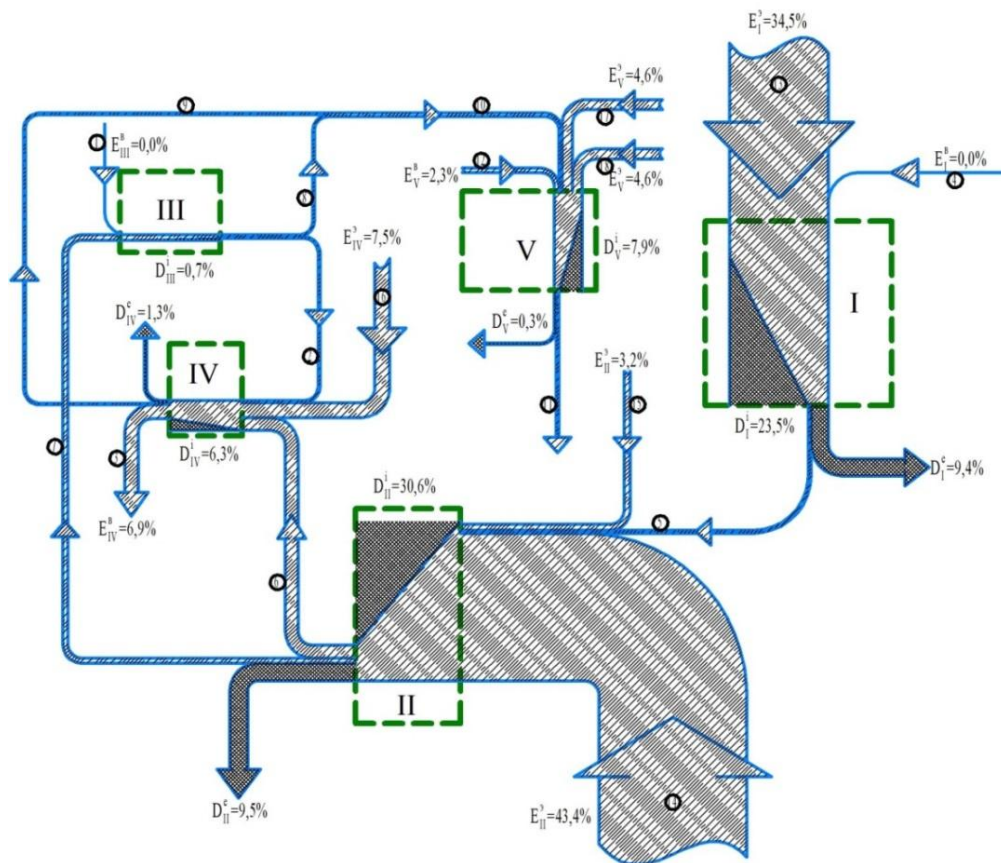 Eᴵэ=34,5%
E_V^э=4,6%
E_III^в=0,0%
E_V^в=2,3%
E_V^э=4,6%
E_I^в=0,0%
III
E_IV^э=7,5%
V
D_V^i=7,9%
I
D_III^i=0,7%
D_IV^e=1,3%
D_V^e=0,3%
E_II^э=3,2%
IV
D_I^i=23,5%
D_IV^i=6,3%
D_I^e=9,4%
D_II^i=30,6%
E_IV^в=6,9%
II
D_II^e=9,5%
E_II^э=43,4%